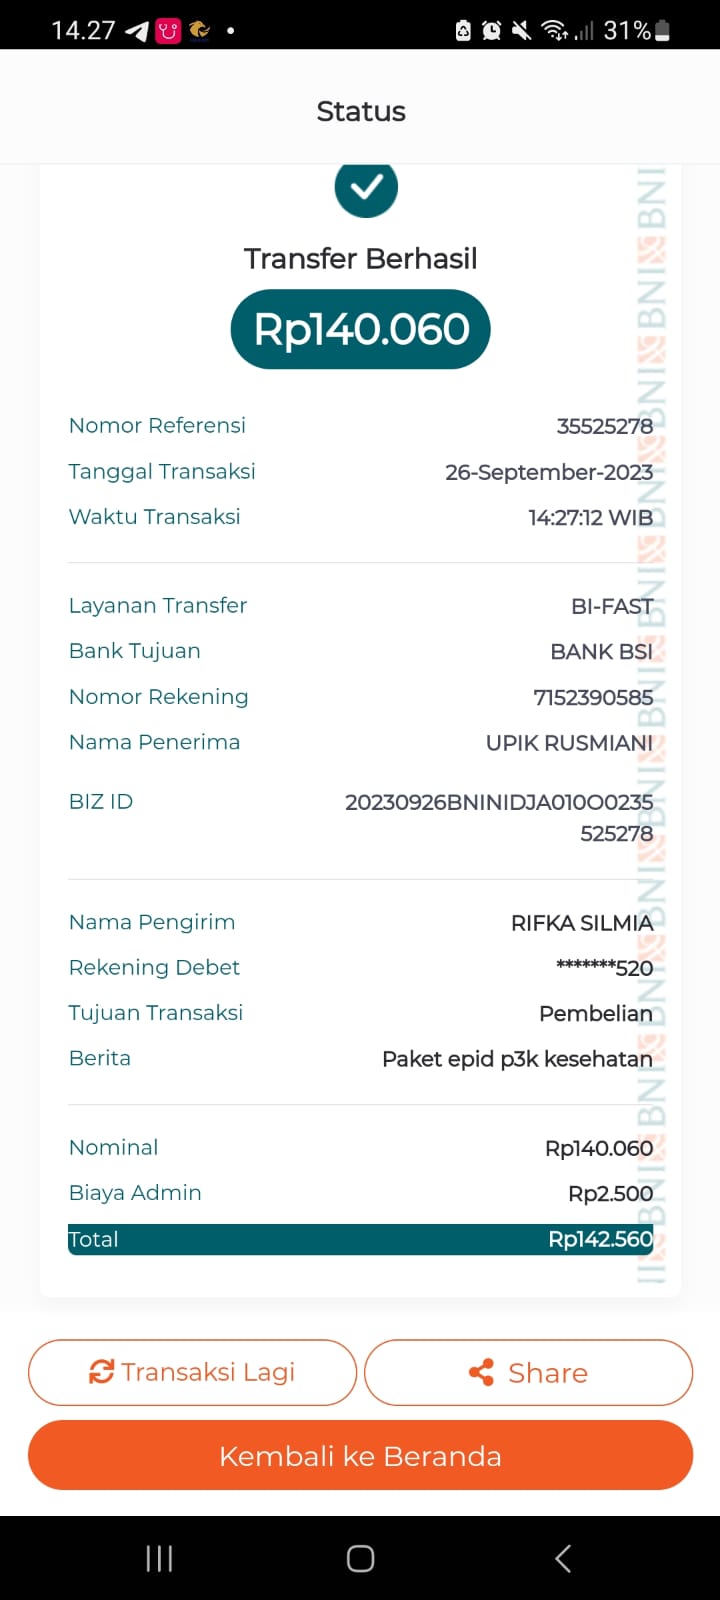 14.27 31%
Status
Transfer Berhasil
Rp140.060
Nomor Referensi 35525278
Tanggal Transaksi 26-September-2023
Waktu Transaksi 14:27:12 WIB
Layanan Transfer BI-FAST
Bank Tujuan BANK BSI
Nomor Rekening 7152390585
Nama Penerima UPIK RUSMIANI
BIZ ID 20230926BNINIDJA010O0235
525278
Nama Pengirim RIFKA SILMIA
Rekening Debet *******520
Tujuan Transaksi Pembelian
Berita Paket epid p3k kesehatan
Nominal Rp140.060
Biaya Admin Rp2.500
Total Rp142.560
BNI BNI BNI BNI BNI BNI BNI BNI BNI BNI BNI
Transaksi Lagi Share
Kembali ke Beranda